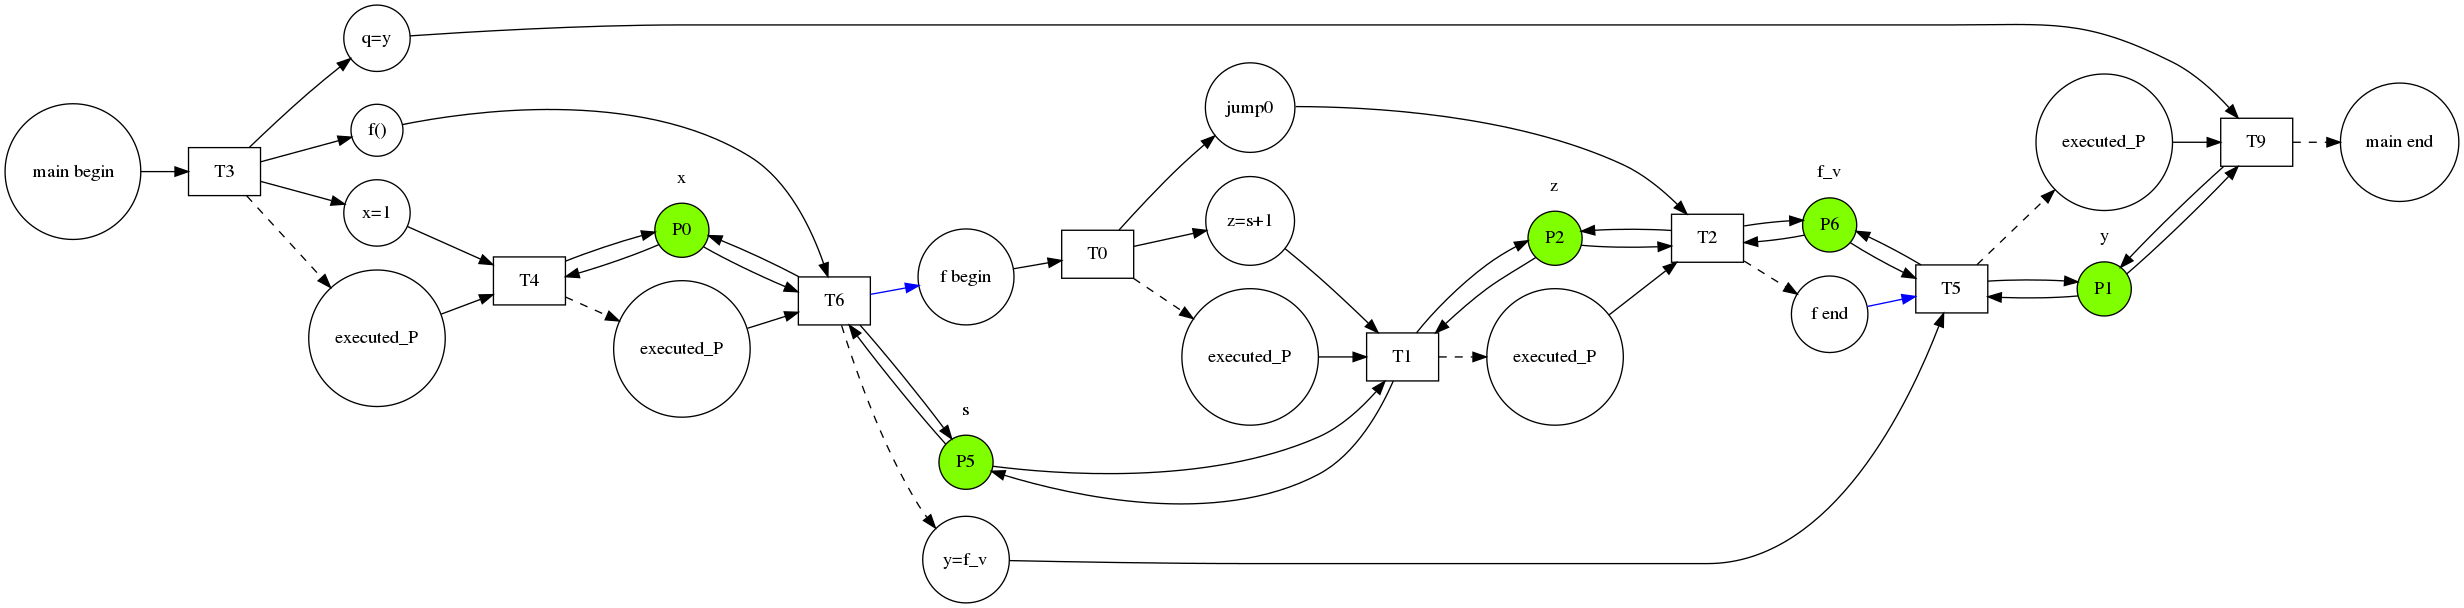 q=y
main begin
T3
f()
x=1
executed_P
x
P0
T4
executed_P
T6
f begin
s
P5
y=f_v
T0
jump0
z=s+1
executed_P
T1
z
P2
executed_P
T2
f_v
P6
f end
T5
executed_P
y
P1
T9
main end